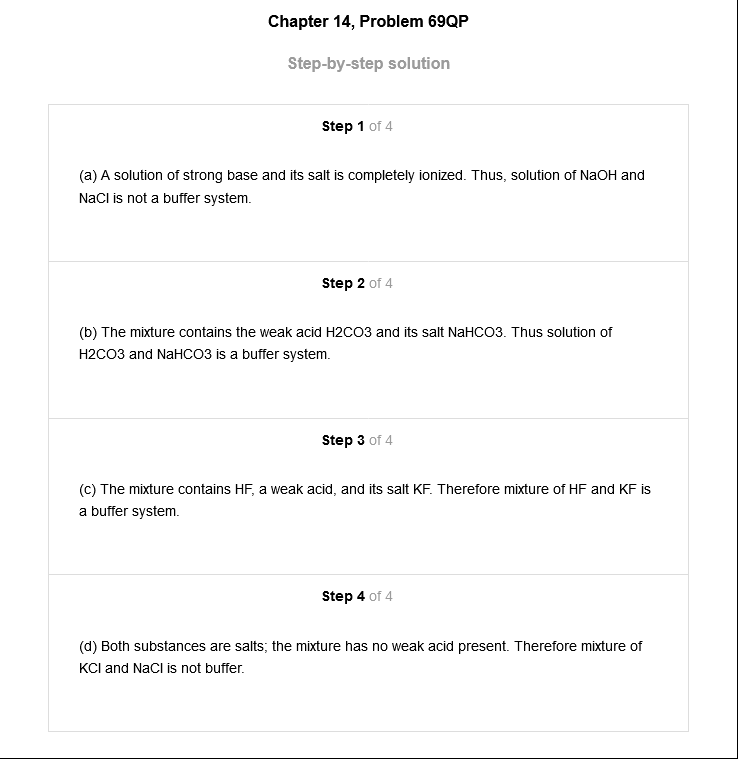 Chapter 14, Problem 69QP
Step-by-step solution
Step 1 of 4
(a) A solution of strong base and its salt is completely ionized. Thus, solution of NaOH and
NaCl is not a buffer system.
Step 2 of 4
(b) The mixture contains the weak acid H2CO3 and its salt NaHCO3. Thus solution of
H2CO3 and NaHCO3 is a buffer system.
Step 3 of 4
(c) The mixture contains HF, a weak acid, and its salt KF. Therefore mixture of HF and KF is
a buffer system.
Step 4 of 4
(d) Both substances are salts; the mixture has no weak acid present. Therefore mixture of
KCl and NaCl is not buffer.